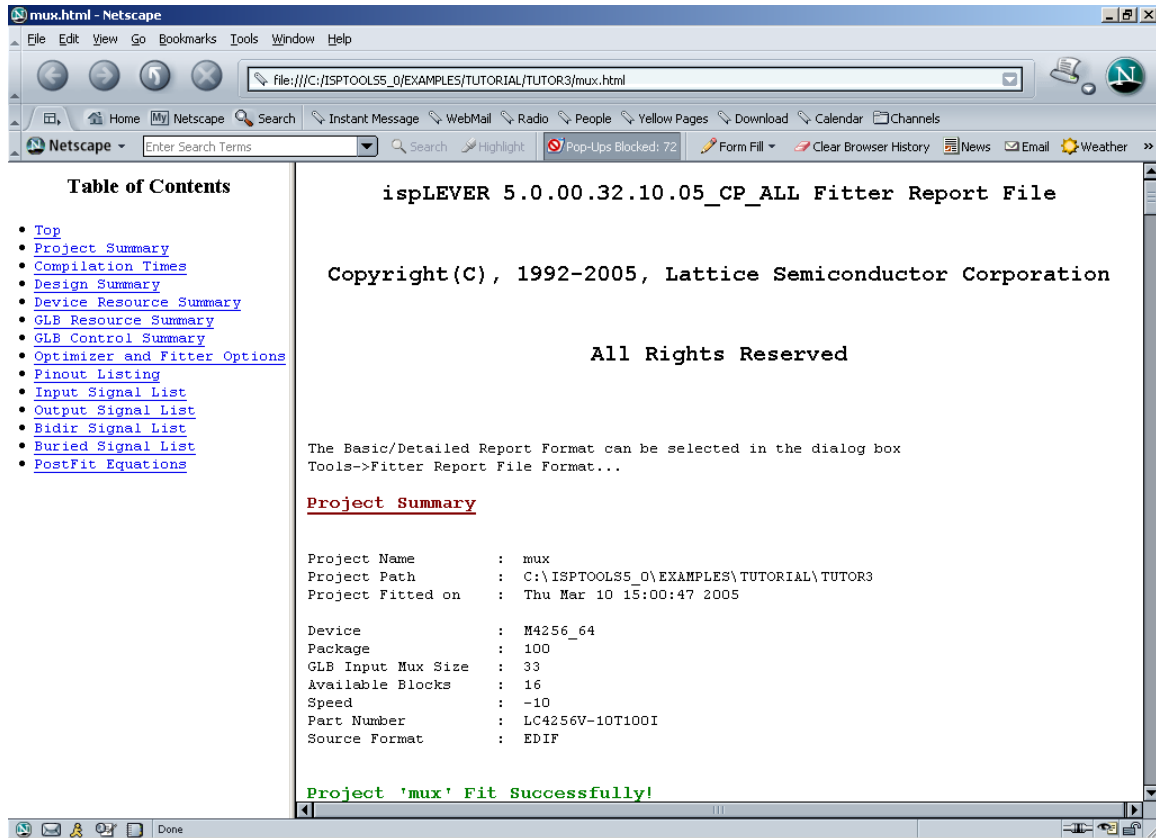 mux.html - Netscape
File Edit View Go Bookmarks Tools Window Help
file:///C:/ISPTOOLS5_0/EXAMPLES/TUTORIAL/TUTOR3/mux.html
N
Home My Netscape Search Instant Message WebMail Radio People Yellow Pages Download Calendar Channels
Netscape Enter Search Terms Search Highlight Pop-Ups Blocked: 72 Form Fill Clear Browser History News Email Weather »
Table of Contents
• Top
• Project Summary
• Compilation Times
• Design Summary
• Device Resource Summary
• GLB Resource Summary
• GLB Control Summary
• Optimizer and Fitter Options
• Pinout Listing
• Input Signal List
• Output Signal List
• Bidir Signal List
• Buried Signal List
• PostFit Equations
ispLEVER 5.0.00.32.10.05_CP_ALL Fitter Report File
Copyright(C), 1992-2005, Lattice Semiconductor Corporation
All Rights Reserved
The Basic/Detailed Report Format can be selected in the dialog box
Tools->Fitter Report File Format...
Project Summary
Project Name : mux
Project Path : C:\ISPTOOLS5_0\EXAMPLES\TUTORIAL\TUTOR3
Project Fitted on : Thu Mar 10 15:00:47 2005
Device : M4256_64
Package : 100
GLB Input Mux Size : 33
Available Blocks : 16
Speed : -10
Part Number : LC4256V-10T100I
Source Format : EDIF
Project 'mux' Fit Successfully!
Done